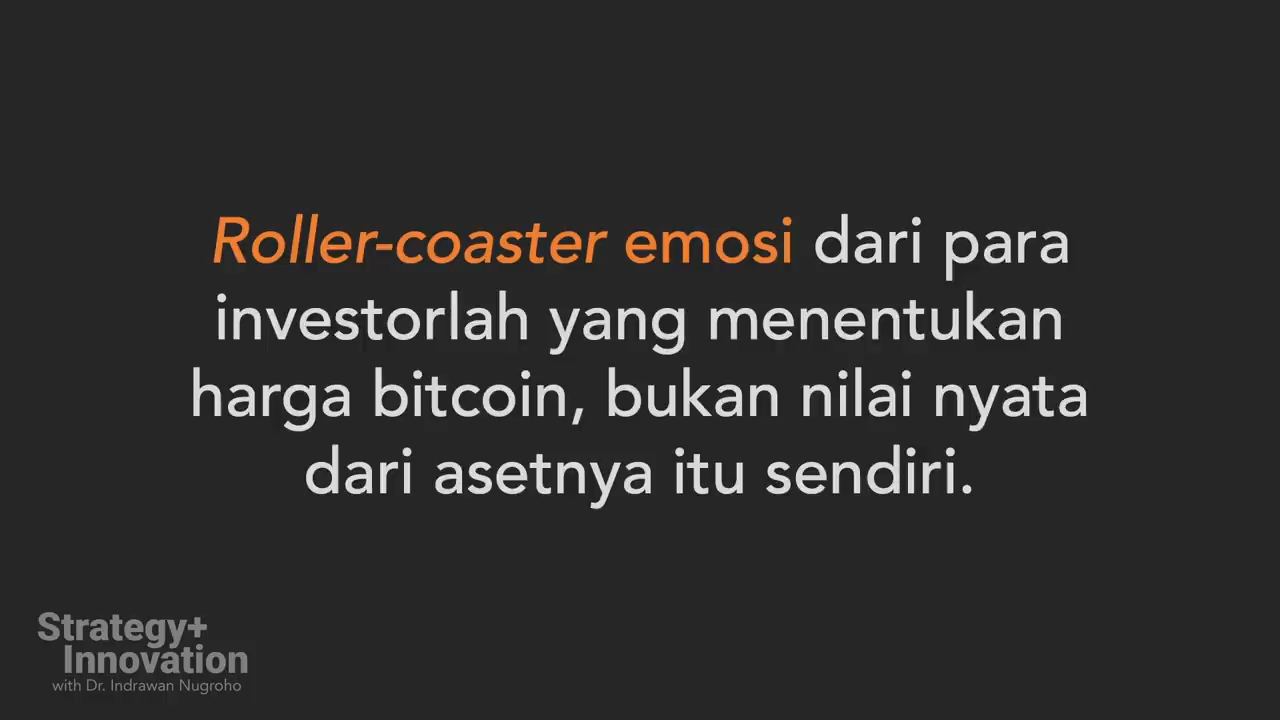 Roller-coaster emosi dari para
investorlah yang menentukan
harga bitcoin, bukan nilai nyata
dari asetnya itu sendiri.
Strategy+
Innovation
with Dr. Indrawan Nugroho